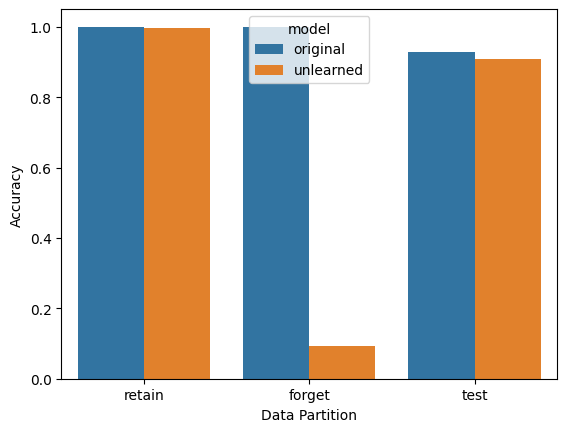 model
original
unlearned
1.0
0.8
0.6
0.4
0.2
0.0
Accuracy
retain
forget
test
Data Partition